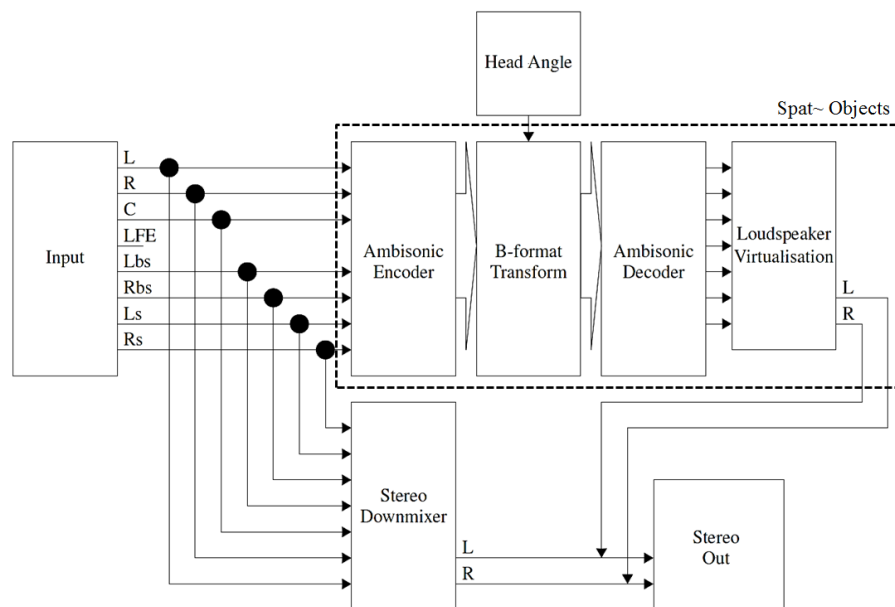 Head Angle
Spat~ Objects
L
R
C
LFE
Lbs
Rbs
Ls
Rs
Input
Ambisonic
Encoder
B-format
Transform
Ambisonic
Decoder
Loudspeaker
Virtualisation
L
R
Stereo
Downmixer
L
R
Stereo
Out